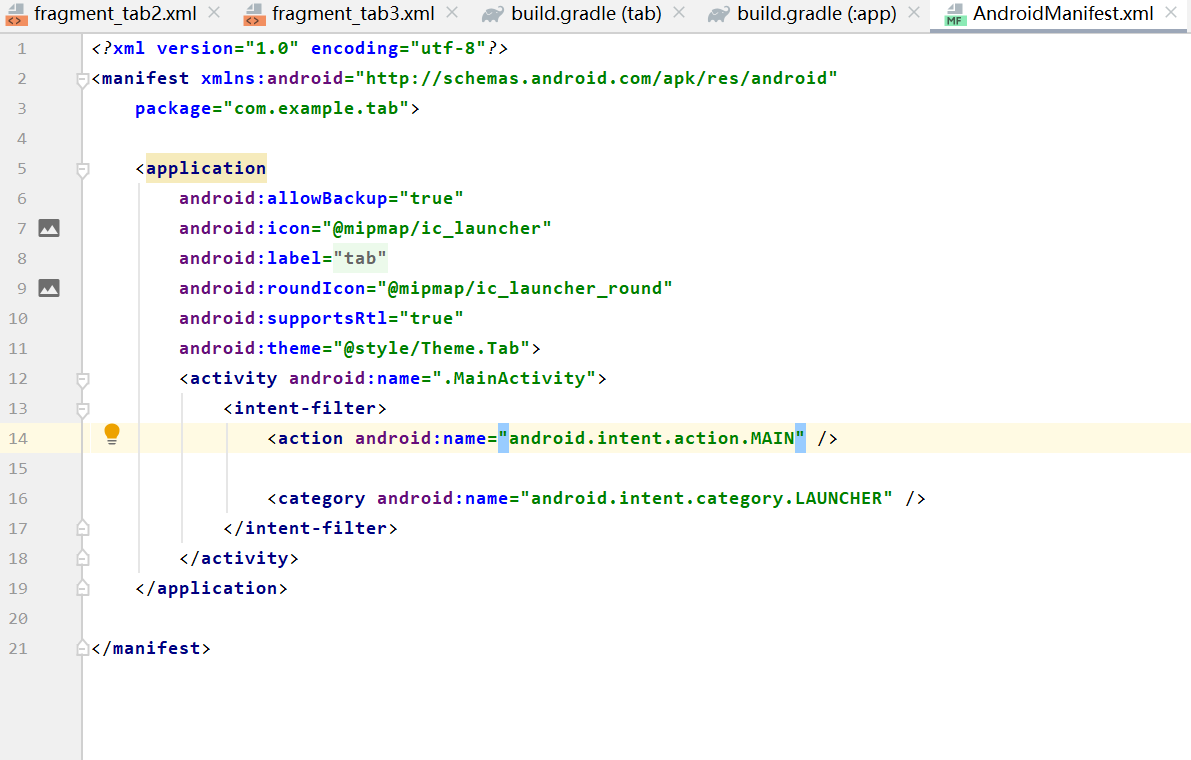 fragment_tab2.xml fragment_tab3.xml build.gradle (tab) build.gradle (:app) MF AndroidManifest.xml
1 <?xml version="1.0" encoding="utf-8"?>
2 <manifest xmlns:android="http://schemas.android.com/apk/res/android"
3 package="com.example.tab">
4
5 <application
6 android:allowBackup="true"
7 android:icon="@mipmap/ic_launcher"
8 android:label="tab"
9 android:roundIcon="@mipmap/ic_launcher_round"
10 android:supportsRtl="true"
11 android:theme="@style/Theme.Tab">
12 <activity android:name=".MainActivity">
13 <intent-filter>
14 <action android:name="android.intent.action.MAIN" />
15
16 <category android:name="android.intent.category.LAUNCHER" />
17 </intent-filter>
18 </activity>
19 </application>
20
21 </manifest>